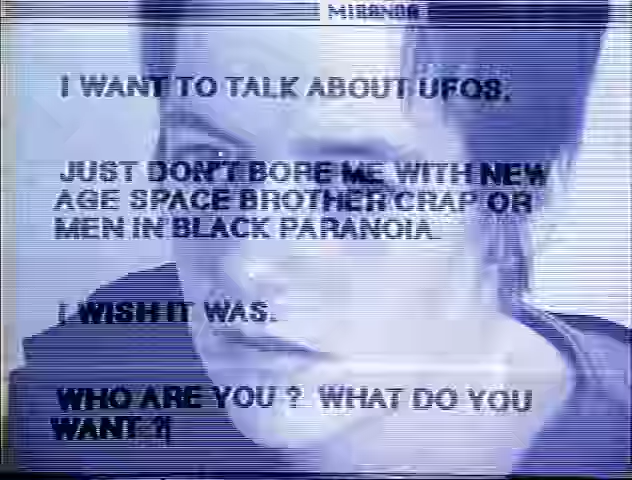 MIRANDA
I WANT TO TALK ABOUT UFOS.
JUST DON'T BORE ME WITH NEW
AGE SPACE BROTHER CRAP OR
MEN IN BLACK PARANOIA.
I WISH IT WAS.
WHO ARE YOU ? WHAT DO YOU
WANT ?